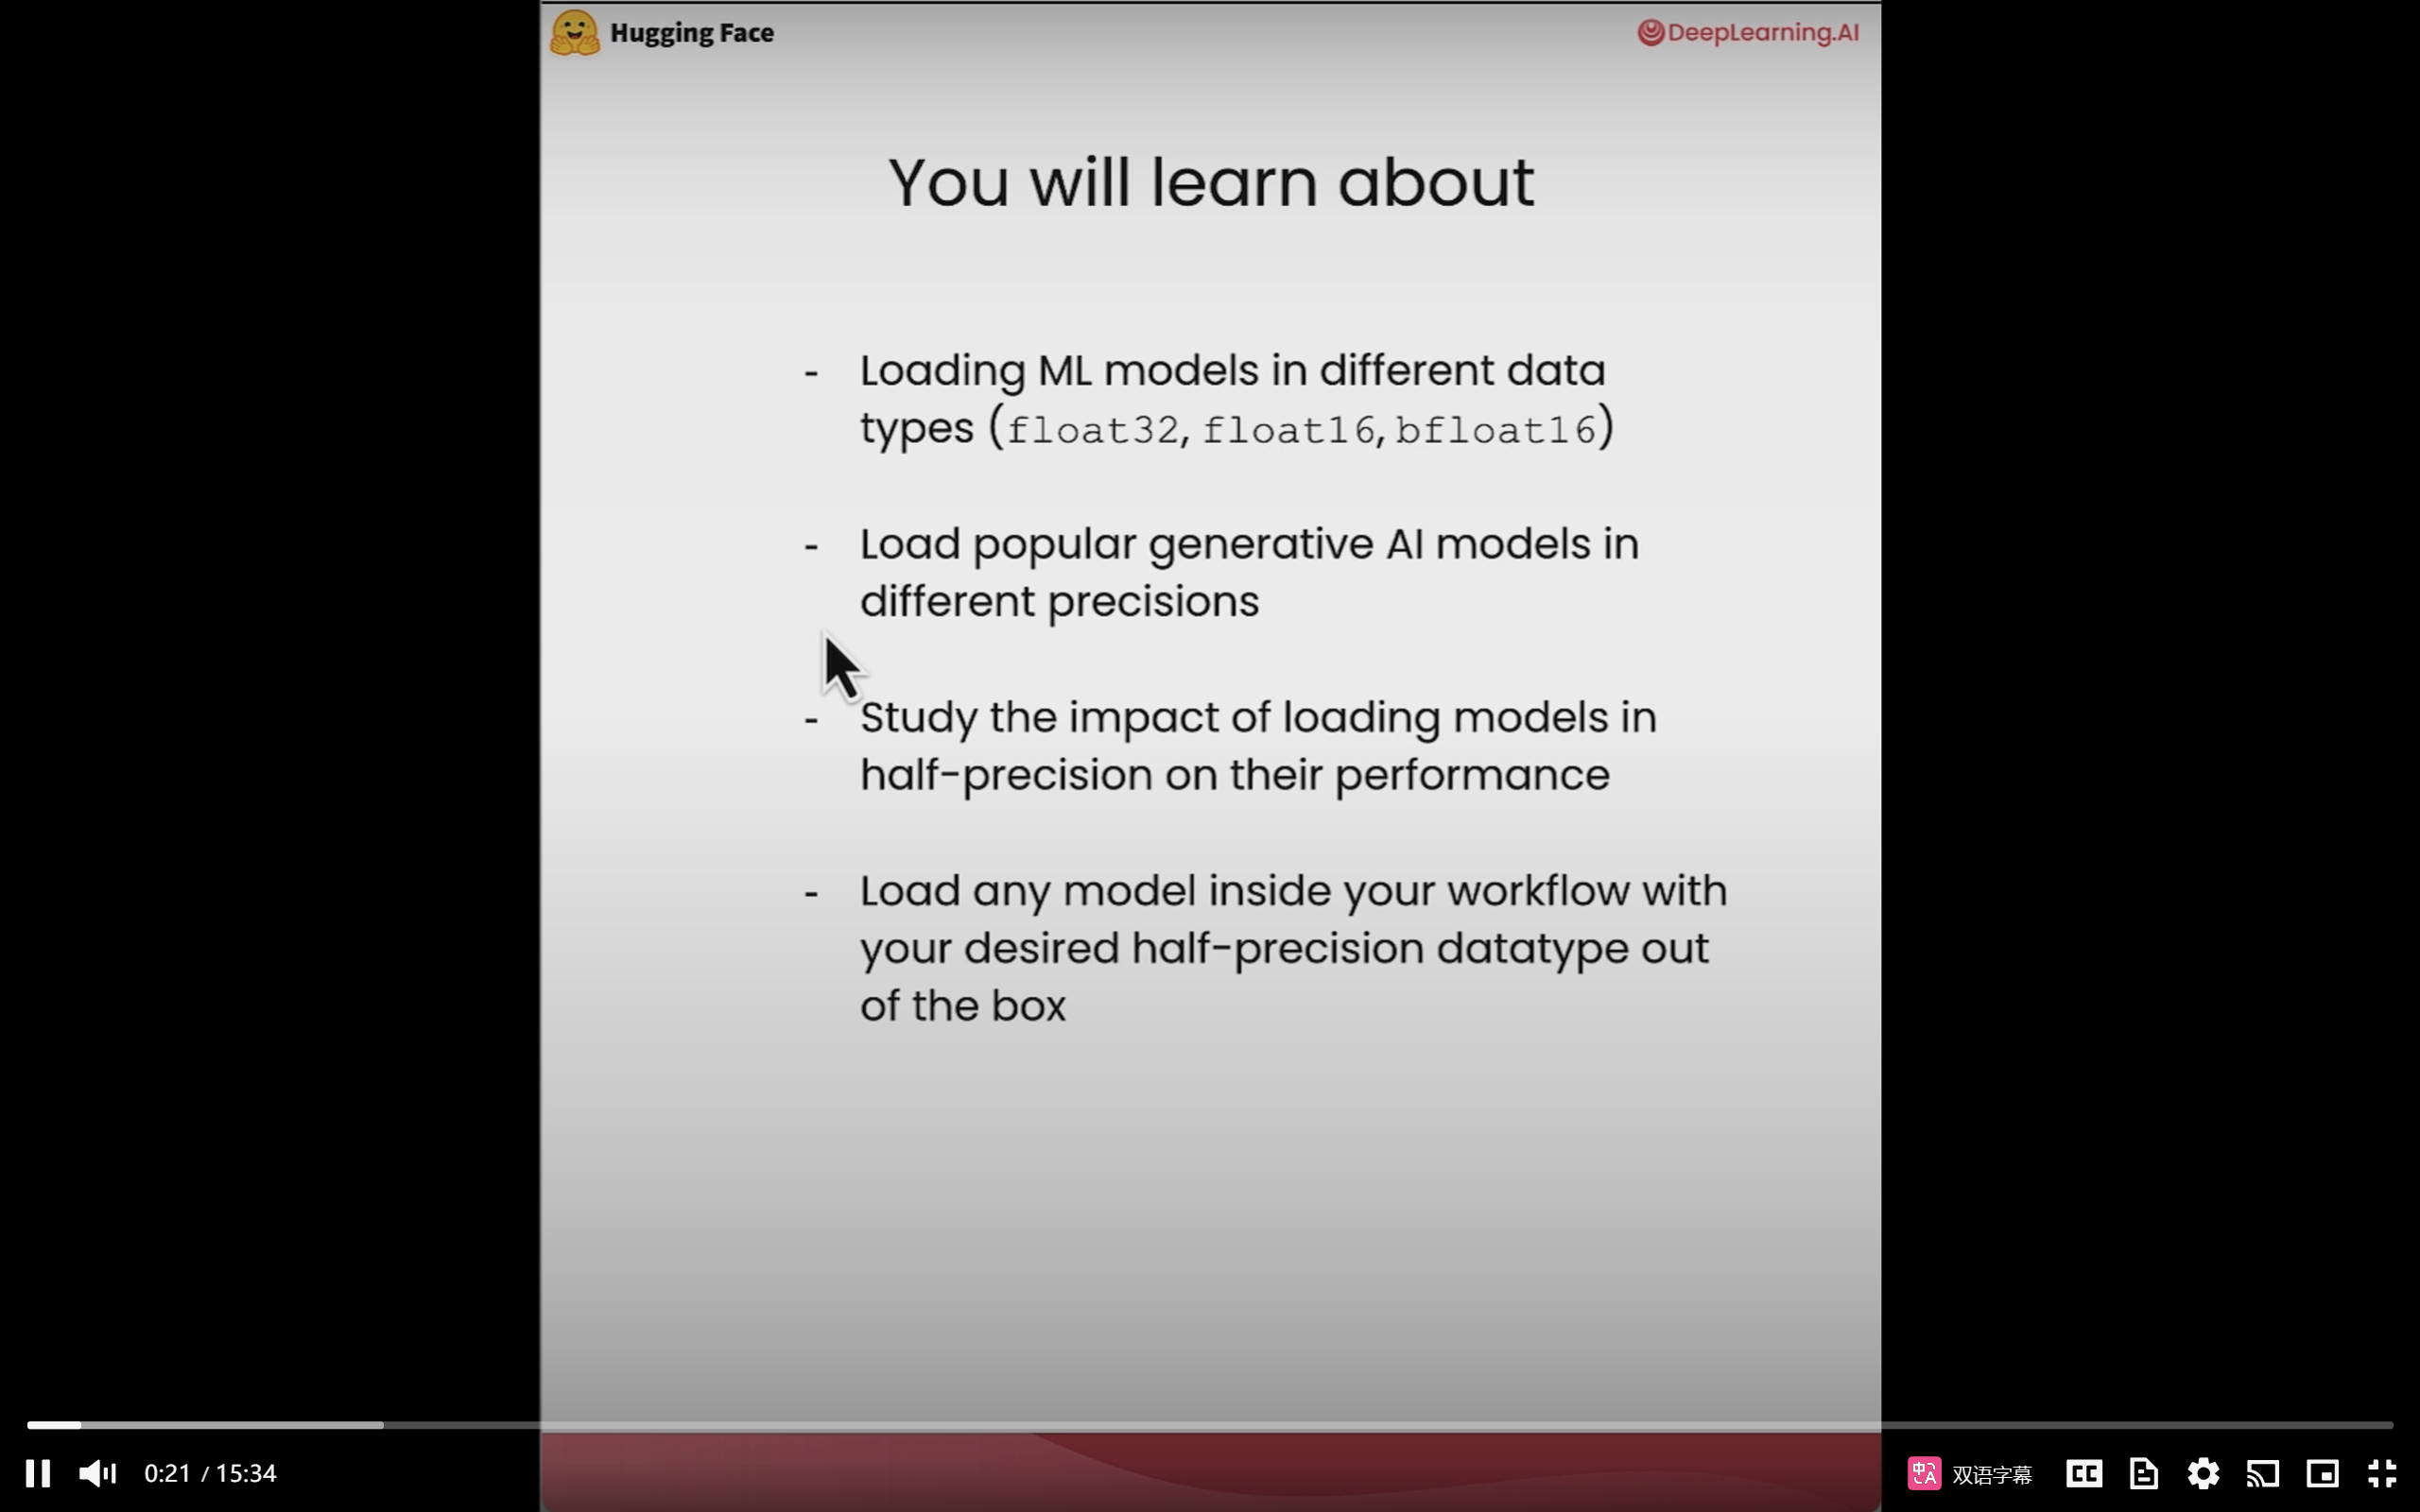 Hugging Face
DeepLearning.AI
You will learn about
- Loading ML models in different data
types (float32, float16, bfloat16)
- Load popular generative AI models in
different precisions
- Study the impact of loading models in
half-precision on their performance
- Load any model inside your workflow with
your desired half-precision datatype out
of the box
0:21 / 15:34
中A
双语字幕
CC